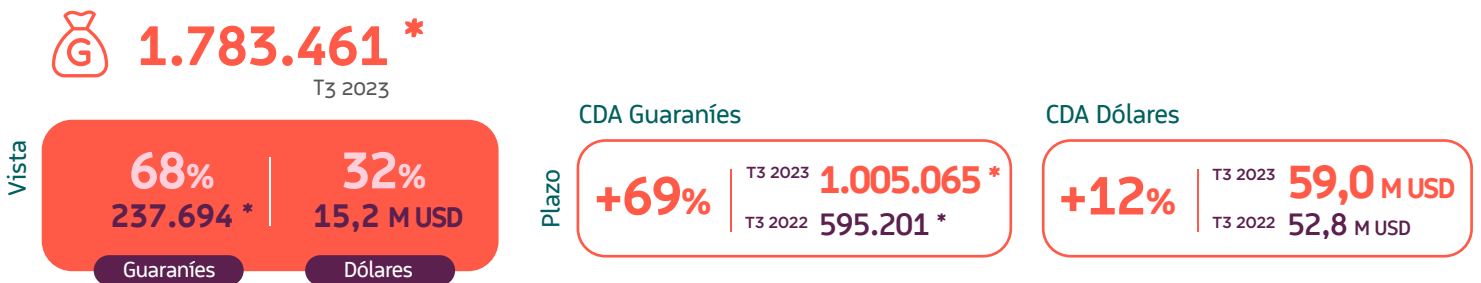 G
1.783.461 *
T3 2023
Vista
68%
237.694 *
Guaraníes
32%
15,2 M USD
Dólares
Plazo
CDA Guaraníes
+69%
T3 2023 1.005.065 *
T3 2022 595.201 *
CDA Dólares
+12%
T3 2023 59,0 M USD
T3 2022 52,8 M USD